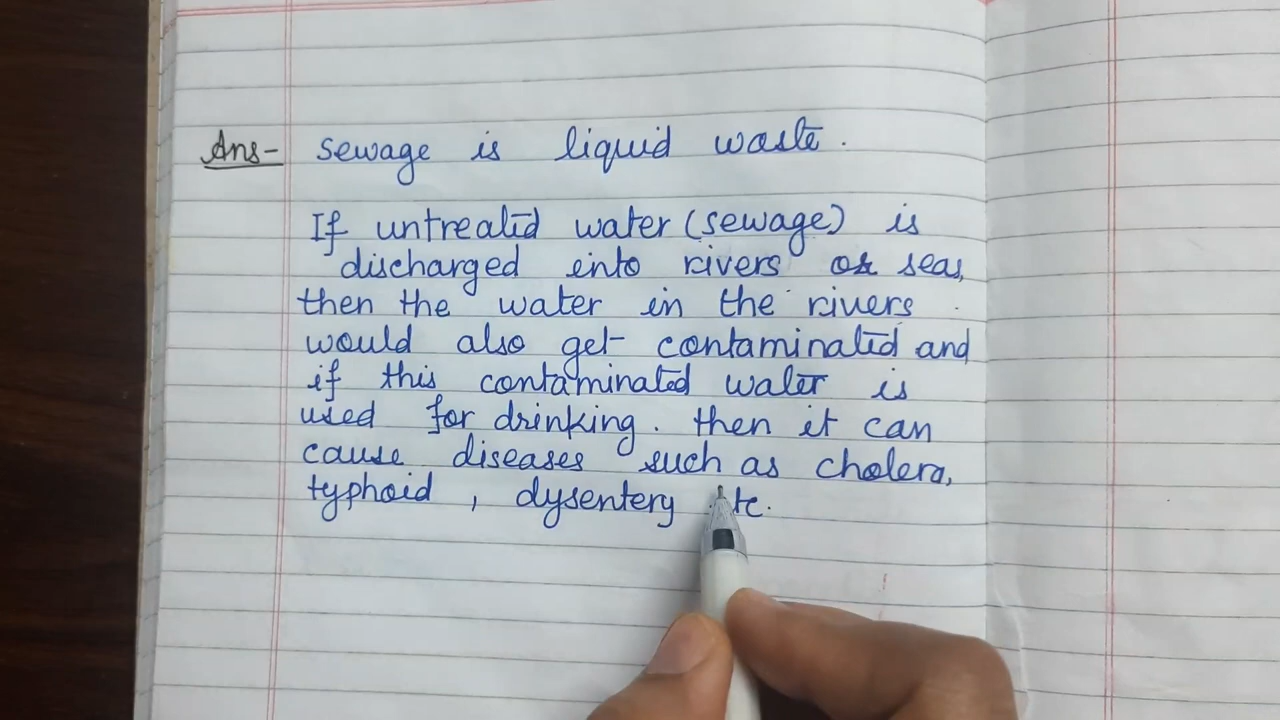 Ans- Sewage is liquid waste.
If untreated water (sewage) is
discharged into rivers or seas,
then the water in the rivers
would also get contaminated and
if this contaminated water is
used for drinking. then it can
cause diseases such as cholera,
typhoid, dysentery etc.